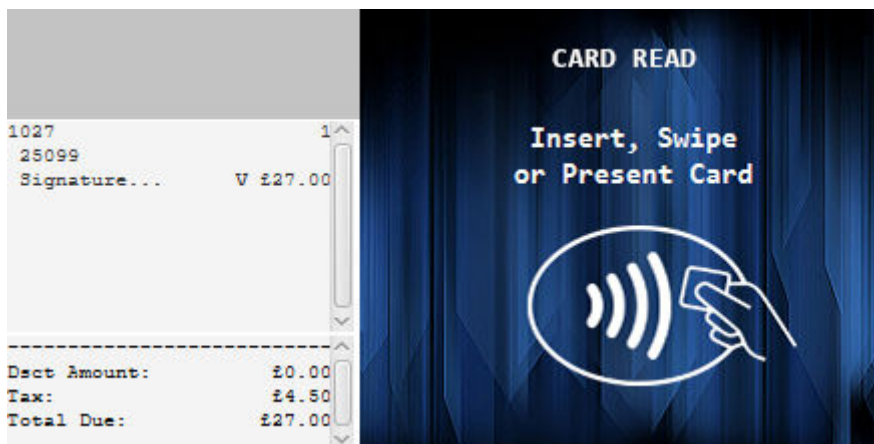 1027 1
25099
Signature... V £27.00
---------------------------
Dsct Amount: £0.00
Tax: £4.50
Total Due: £27.00
CARD READ
Insert, Swipe
or Present Card